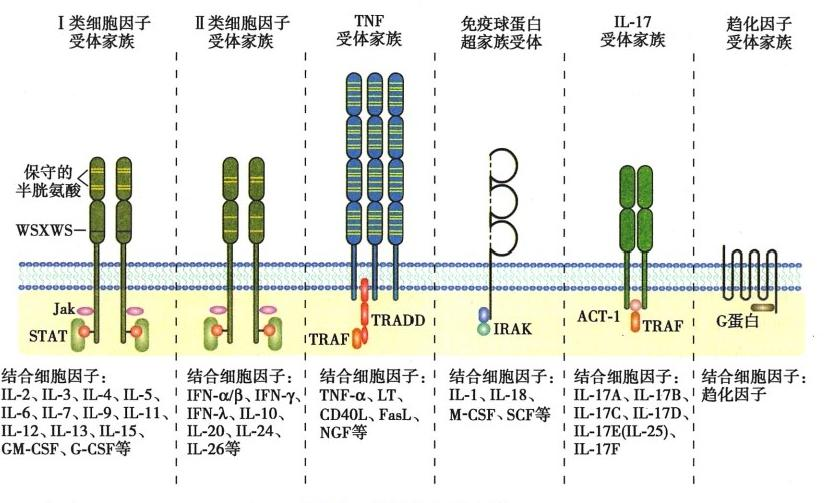 Ⅰ类细胞因子
受体家族
Ⅱ类细胞因子
受体家族
TNF
受体家族
免疫球蛋白
超家族受体
IL-17
受体家族
趋化因子
受体家族
保守的
半胱氨酸
WSXWS
Jak
STAT
TRADD
TRAF
IRAK
ACT-1
TRAF
G蛋白
结合细胞因子：
IL-2、IL-3、IL-4、IL-5、
IL-6、IL-7、IL-9、IL-11、
IL-12、IL-13、IL-15、
GM-CSF、G-CSF等
结合细胞因子：
IFN-α/β、IFN-γ、
IFN-λ、IL-10、
IL-20、IL-24、
IL-26等
结合细胞因子：
TNF-α、LT、
CD40L、FasL、
NGF等
结合细胞因子：
IL-1、IL-18、
M-CSF、SCF等
结合细胞因子：
IL-17A、IL-17B、
IL-17C、IL-17D、
IL-17E(IL-25)、
IL-17F
结合细胞因子：
趋化因子